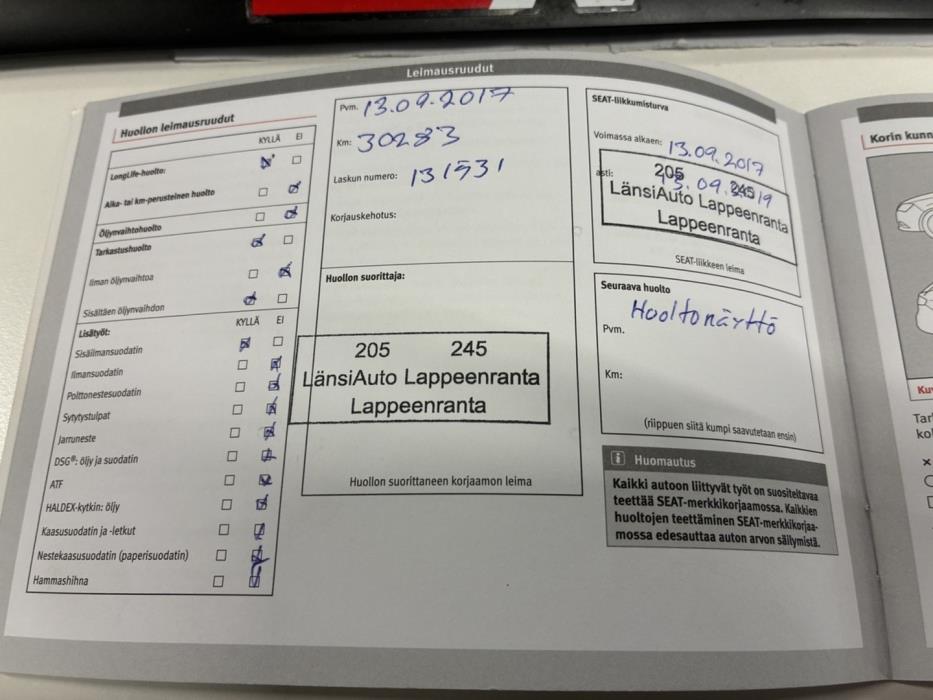 Leimausruudut
Huollon leimausruudut
KYLLÄ EI
LongLife-huolto:
Aika- tai km-perusteinen huolto
Öljynvaihtohuolto
Tarkastushuolto
Ilman öljynvaihtoa
Sisältäen öljynvaihdon
Lisätyöt: KYLLÄ EI
Sisäilmansuodatin
Ilmansuodatin
Polttonestesuodatin
Sytytystulpat
Jarruneste
DSG®: öljy ja suodatin
ATF
HALDEX-kytkin: öljy
Kaasusuodatin ja -letkut
Nestekaasusuodatin (paperisuodatin)
Hammashihna
Pvm. 13.09.2017
Km: 30283
Laskun numero: 131531
Korjauskehotus:
Huollon suorittaja:
205 245
LänsiAuto Lappeenranta
Lappeenranta
Huollon suorittaneen korjaamon leima
SEAT-liikkumisturva
Voimassa alkaen: 13.09.2017
asti: 13.09.2019
205 245
LänsiAuto Lappeenranta
Lappeenranta
SEAT-liikkeen leima
Seuraava huolto
Huoltonäyttö
Pvm.
Km:
(riippuen siitä kumpi saavutetaan ensin)
i Huomautus
Kaikki autoon liittyvät työt on suositeltavaa
teettää SEAT-merkkikorjaamossa. Kaikkien
huoltojen teettäminen SEAT-merkkikorjaa-
mossa edesauttaa auton arvon säilymistä.
Korin kunn